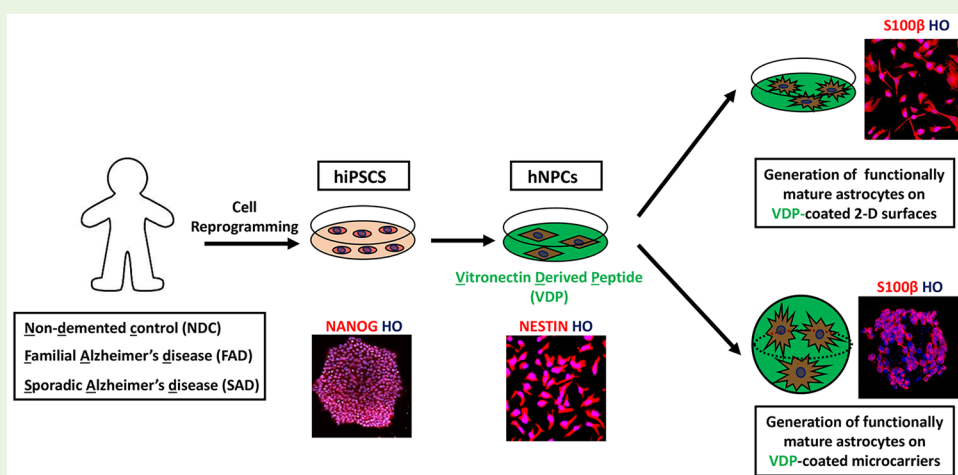 S100β HO
hiPSCS
hNPCs
Cell
Reprogramming
Generation of functionally
mature astrocytes on
VDP-coated 2-D surfaces
Vitronectin Derived Peptide
(VDP)
Non-demented control (NDC)
Familial Alzheimer's disease (FAD)
Sporadic Alzheimer's disease (SAD)
NANOG HO
NESTIN HO
S100β HO
Generation of functionally
mature astrocytes on
VDP-coated microcarriers